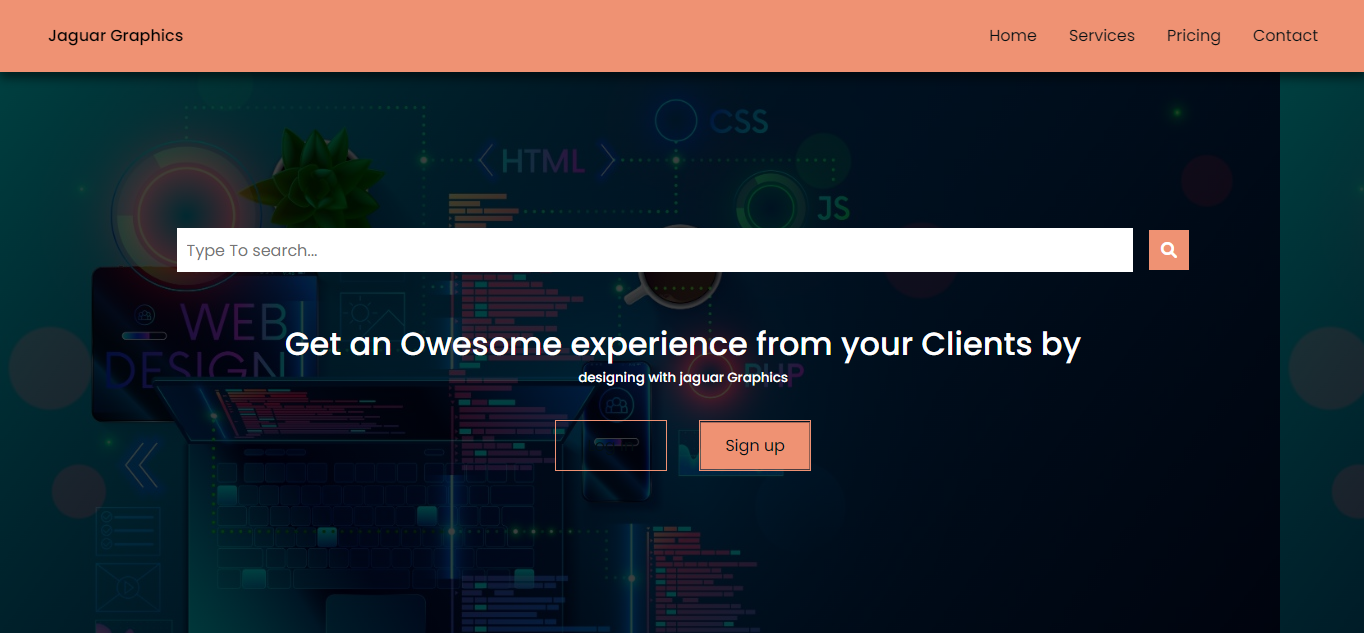 Jaguar Graphics
Home Services Pricing Contact
CSS
HTML
JS
Type To search...
WEB
DESIGN
Get an Owesome experience from your Clients by
designing with jaguar Graphics
Sign up